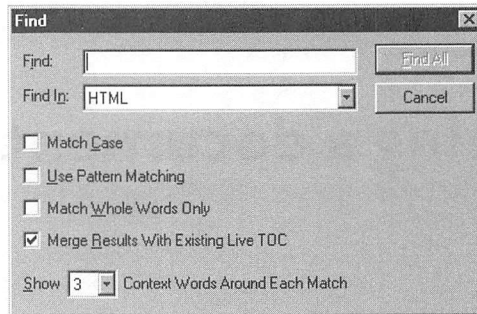 Find
Find:
Find All
Find In: HTML
Cancel
Match Case
Use Pattern Matching
Match Whole Words Only
Merge Results With Existing Live TOC
Show 3 Context Words Around Each Match